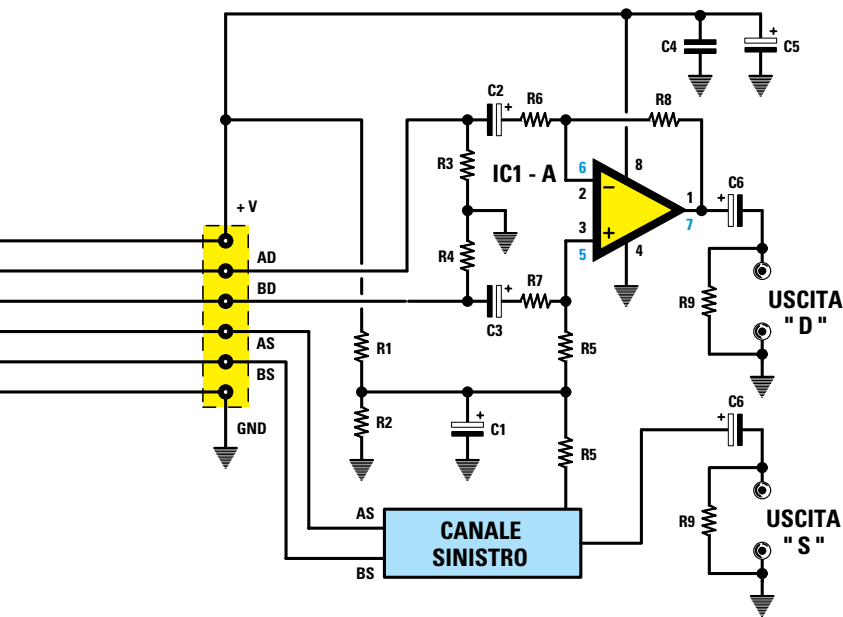 C4
C5
+
C2
+
R6
R8
R3
IC1 - A
6
2
8
1
7
C6
+
+ V
AD
R4
3
5
4
BD
R7
+
C3
R9
USCITA
"D"
AS
R1
R5
BS
C6
+
GND
R2
+
C1
R5
AS
CANALE
SINISTRO
BS
R9
USCITA
"S"
−
+